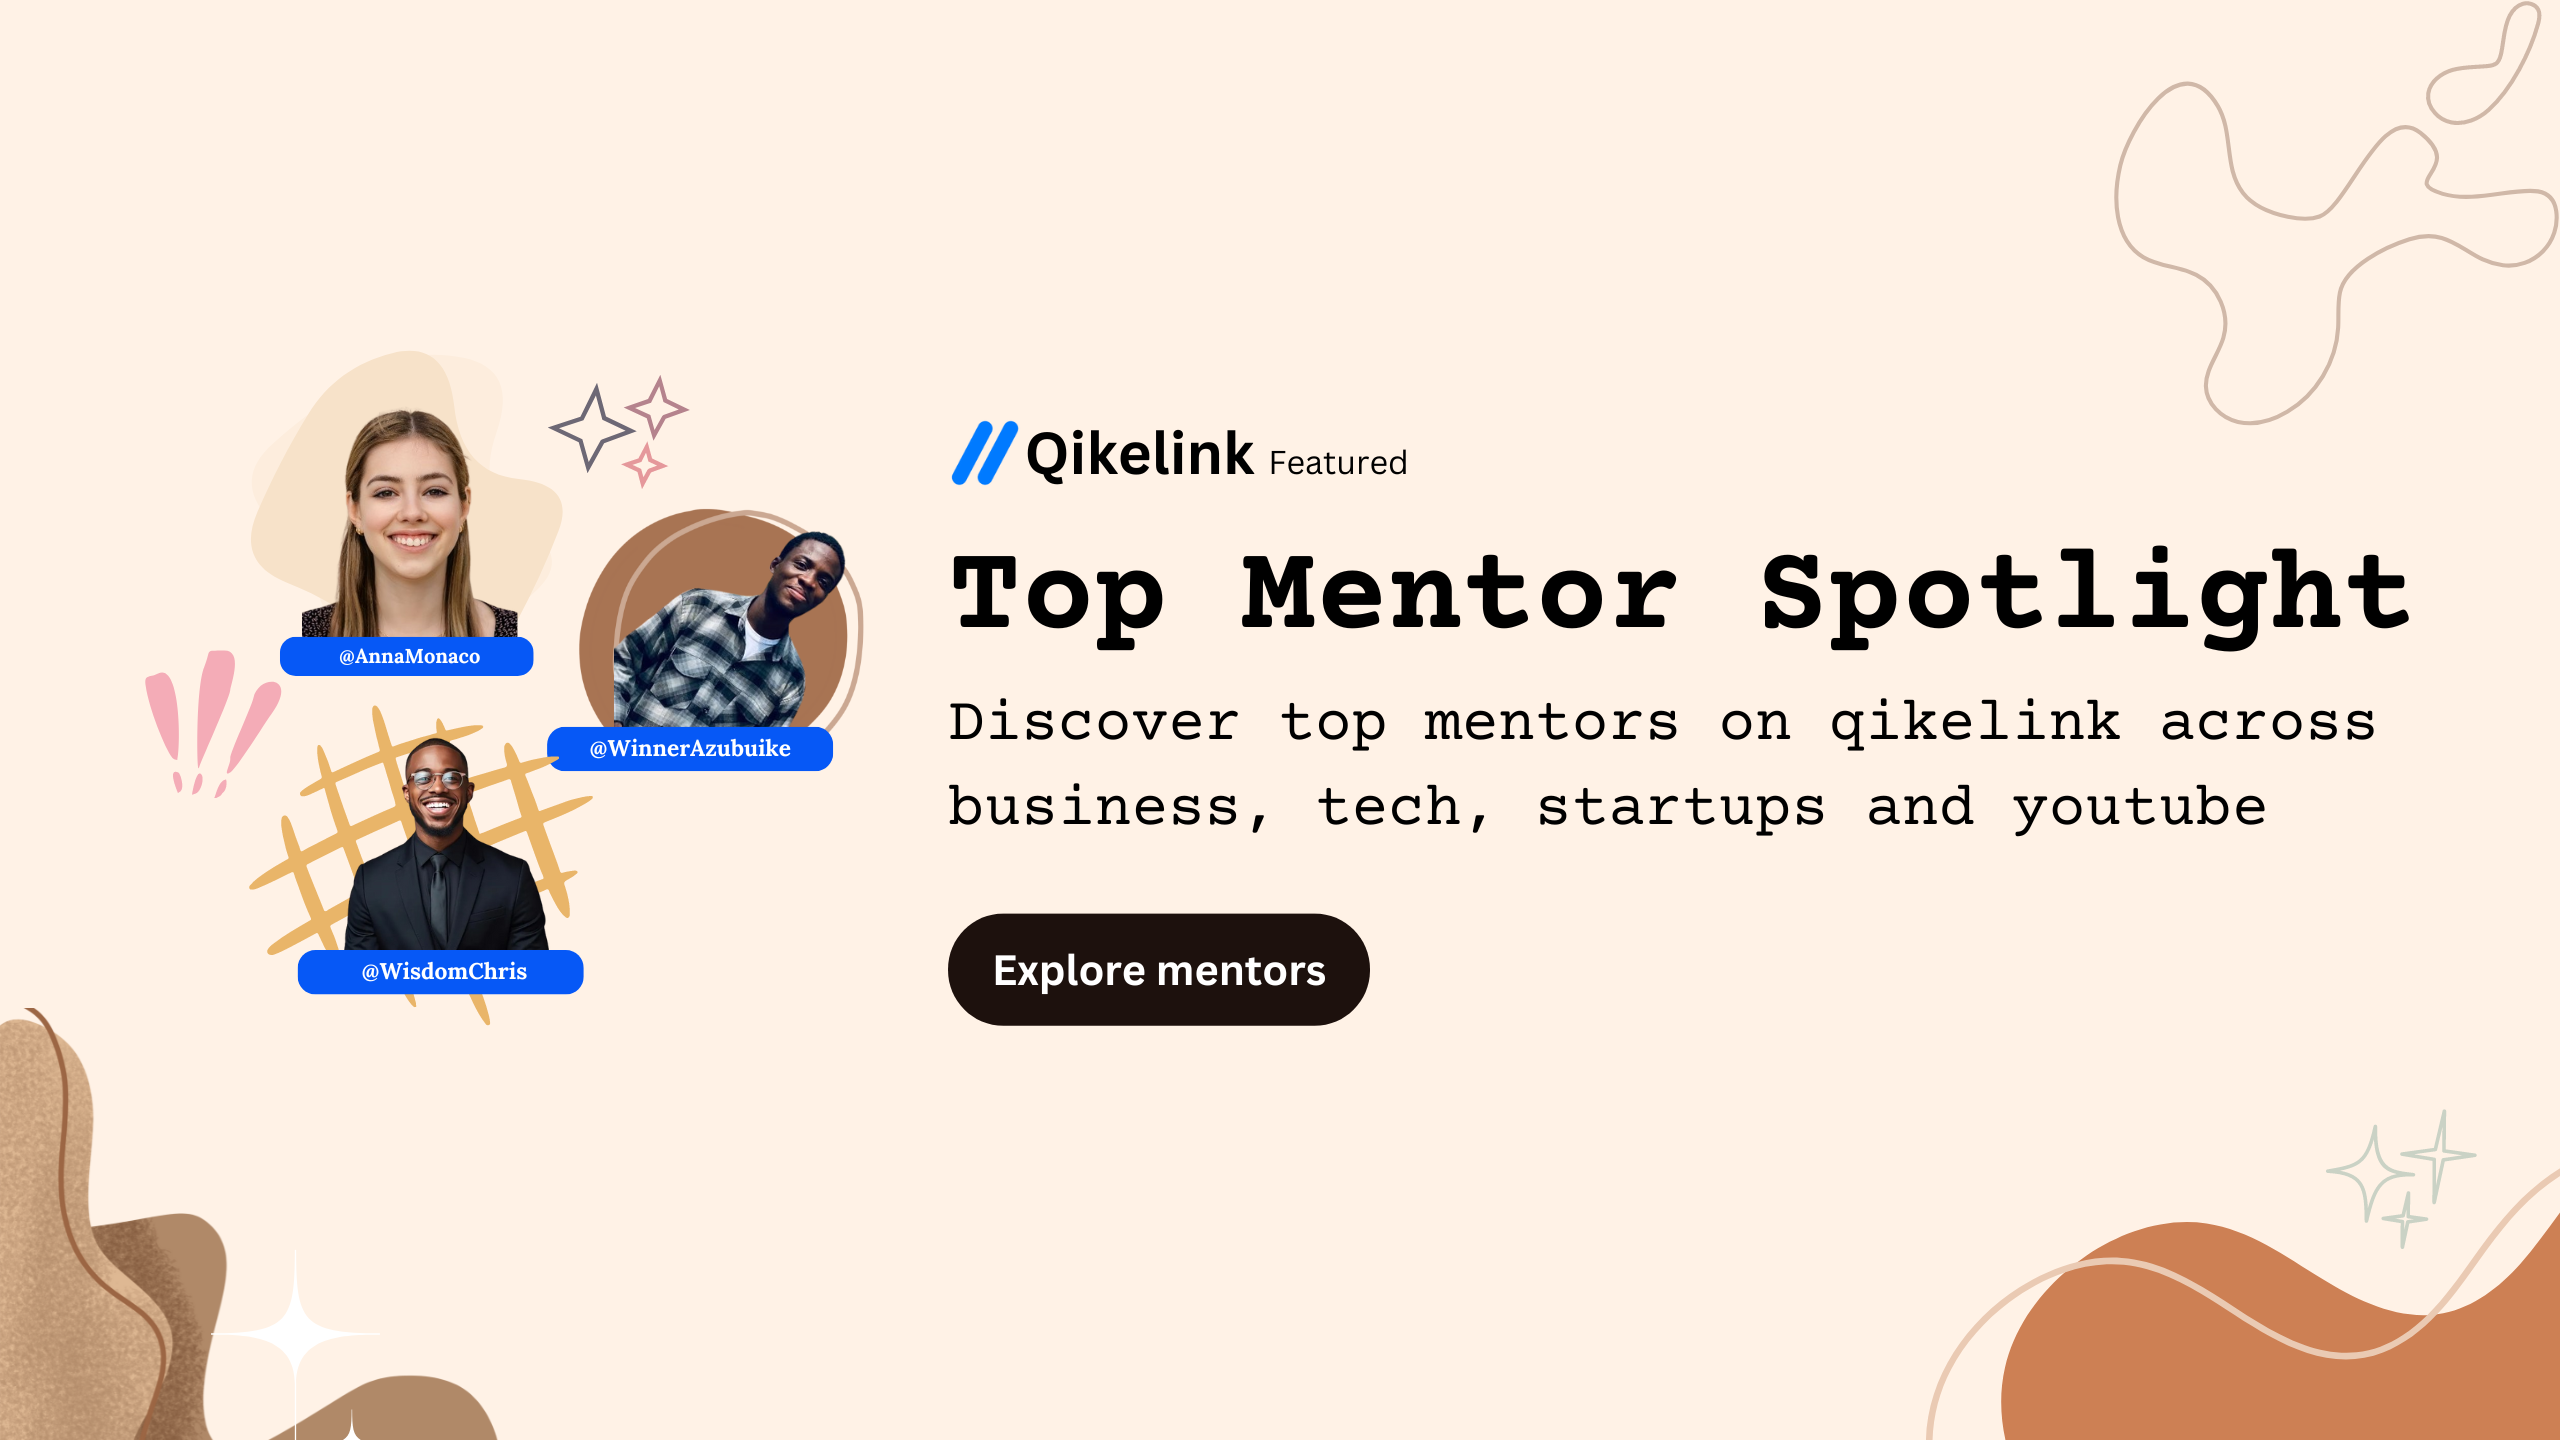 @AnnaMonaco
@WinnerAzubuike
@WisdomChris
Qikelink Featured
Top Mentor Spotlight
Discover top mentors on qikelink across
business, tech, startups and youtube
Explore mentors